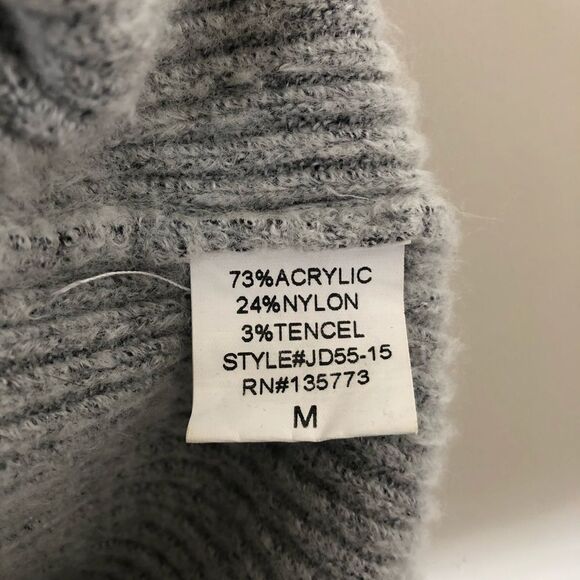 73%ACRYLIC
24%NYLON
3%TENCEL
STYLE#JD55-15
RN#135773
M